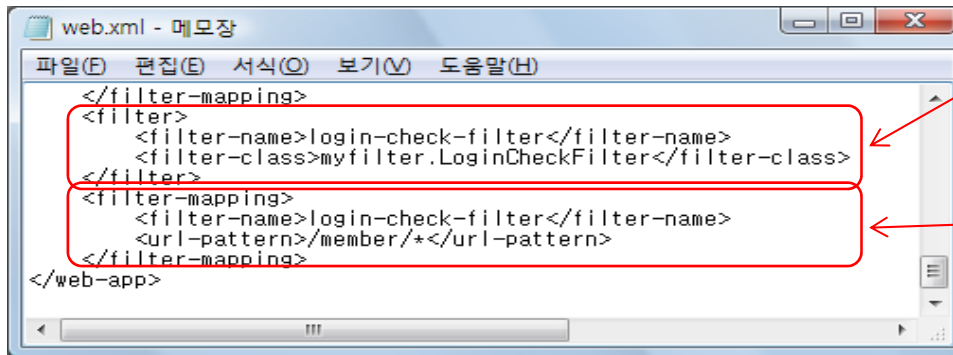 web.xml - 메모장
파일(F) 편집(E) 서식(O) 보기(V) 도움말(H)
</filter-mapping>
<filter>
<filter-name>login-check-filter</filter-name>
<filter-class>myfilter.LoginCheckFilter</filter-class>
</filter>
<filter-mapping>
<filter-name>login-check-filter</filter-name>
<url-pattern>/member/*</url-pattern>
</filter-mapping>
</web-app>